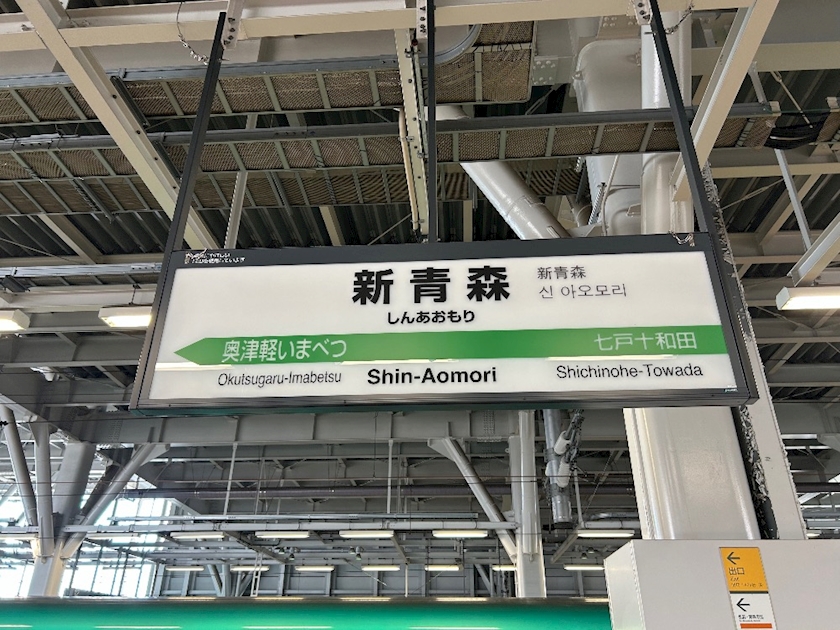 新青森
新青森
신 아오모리
しんあおもり
奥津軽いまべつ
七戸十和田
Okutsugaru-Imabetsu
Shin-Aomori
Shichinohe-Towada
出口